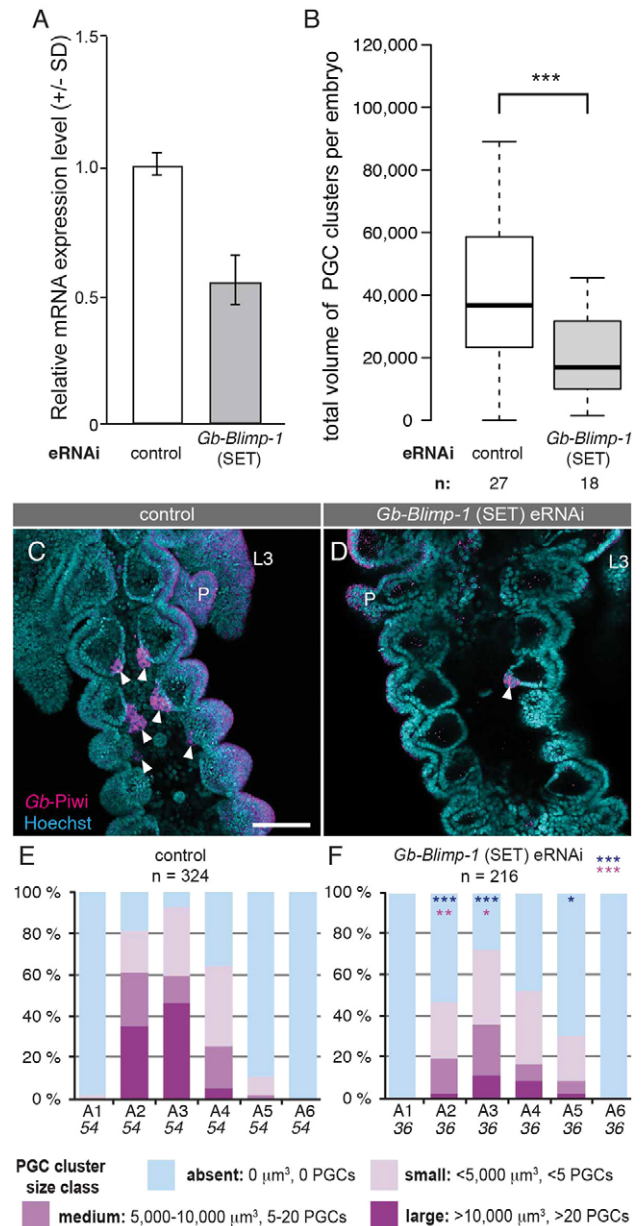 A
Relative mRNA expression level (+/- SD)
1.5
1.0
0.5
0
eRNAi
control
Gb-Blimp-1
(SET)
B
total volume of PGC clusters per embryo
120,000
100,000
80,000
60,000
40,000
20,000
0
***
eRNAi
control
Gb-Blimp-1
(SET)
n: 27 18
control
Gb-Blimp-1 (SET) eRNAi
C
P
L3
Gb-Piwi
Hoechst
D
P
L3
E
control
n = 324
100 %
80 %
60 %
40 %
20 %
0 %
A1 A2 A3 A4 A5 A6
54 54 54 54 54 54
F
Gb-Blimp-1 (SET) eRNAi
n = 216
***
***
100 %
80 %
60 %
40 %
20 %
0 %
*** *** *
** *
A1 A2 A3 A4 A5 A6
36 36 36 36 36 36
PGC cluster
size class
absent: 0 µm³, 0 PGCs
small: <5,000 µm³, <5 PGCs
medium: 5,000-10,000 µm³, 5-20 PGCs
large: >10,000 µm³, >20 PGCs